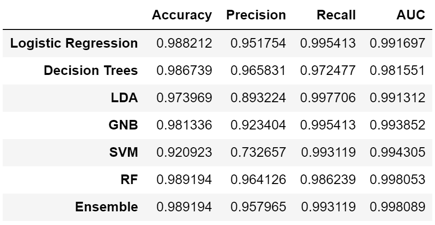 Accuracy Precision Recall AUC
Logistic Regression 0.988212 0.951754 0.995413 0.991697
Decision Trees 0.986739 0.965831 0.972477 0.981551
LDA 0.973969 0.893224 0.997706 0.991312
GNB 0.981336 0.923404 0.995413 0.993852
SVM 0.920923 0.732657 0.993119 0.994305
RF 0.989194 0.964126 0.986239 0.998053
Ensemble 0.989194 0.957965 0.993119 0.998089